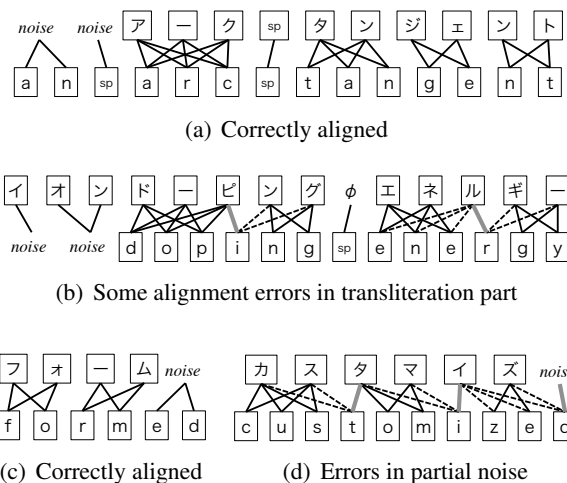 noise noise ア ー ク sp タ ン ジ ェ ン ト
a n sp a r c sp t a n g e n t
(a) Correctly aligned
イ オ ン ド ー ピ ン グ φ エ ネ ル ギ ー
noise noise d o p i n g sp e n e r g y
(b) Some alignment errors in transliteration part
フ ォ ー ム noise
f o r m e d
(c) Correctly aligned
カ ス タ マ イ ズ nois
c u s t o m i z e
(d) Errors in partial noise